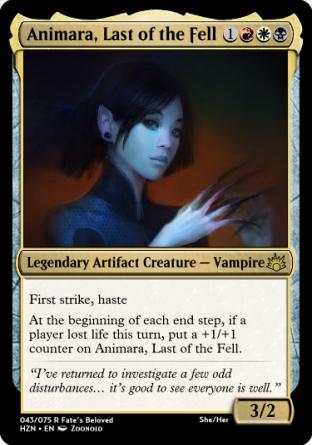 Animara, Last of the Fell 1
Legendary Artifact Creature — Vampire
First strike, haste
At the beginning of each end step, if a
player lost life this turn, put a +1/+1
counter on Animara, Last of the Fell.
“I’ve returned to investigate a few odd
disturbances… it’s good to see everyone is well.”
3/2
043/075 R Fate's Beloved She/Her
HZN • EN Zoonoid